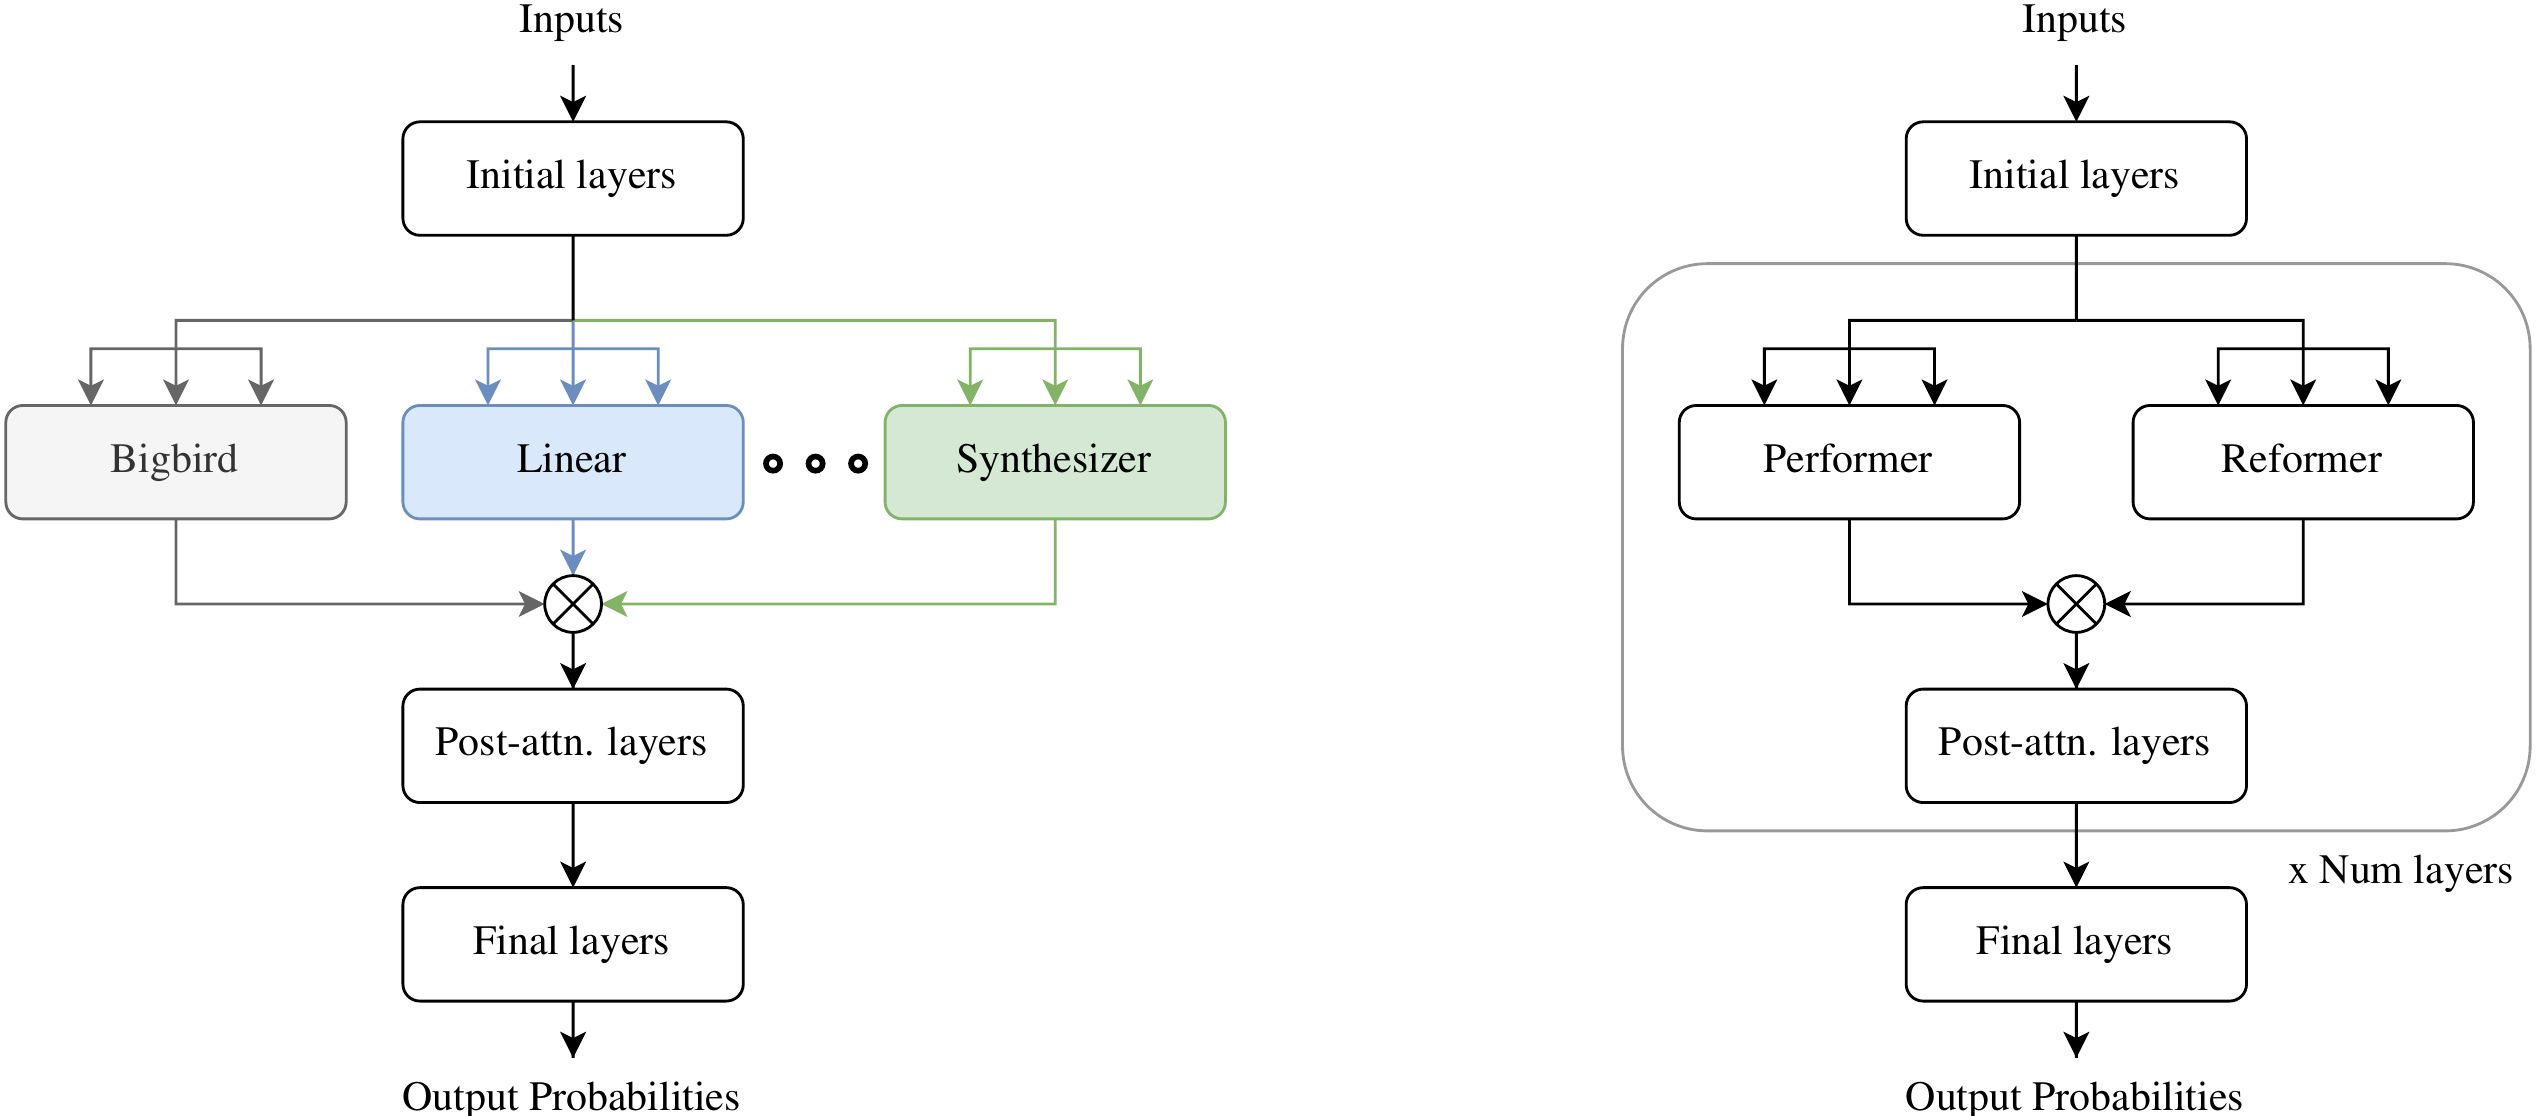 Inputs
Initial layers
Bigbird
Linear
Synthesizer
Post-attn. layers
Final layers
Output Probabilities
Inputs
Initial layers
Performer
Reformer
Post-attn. layers
x Num layers
Final layers
Output Probabilities